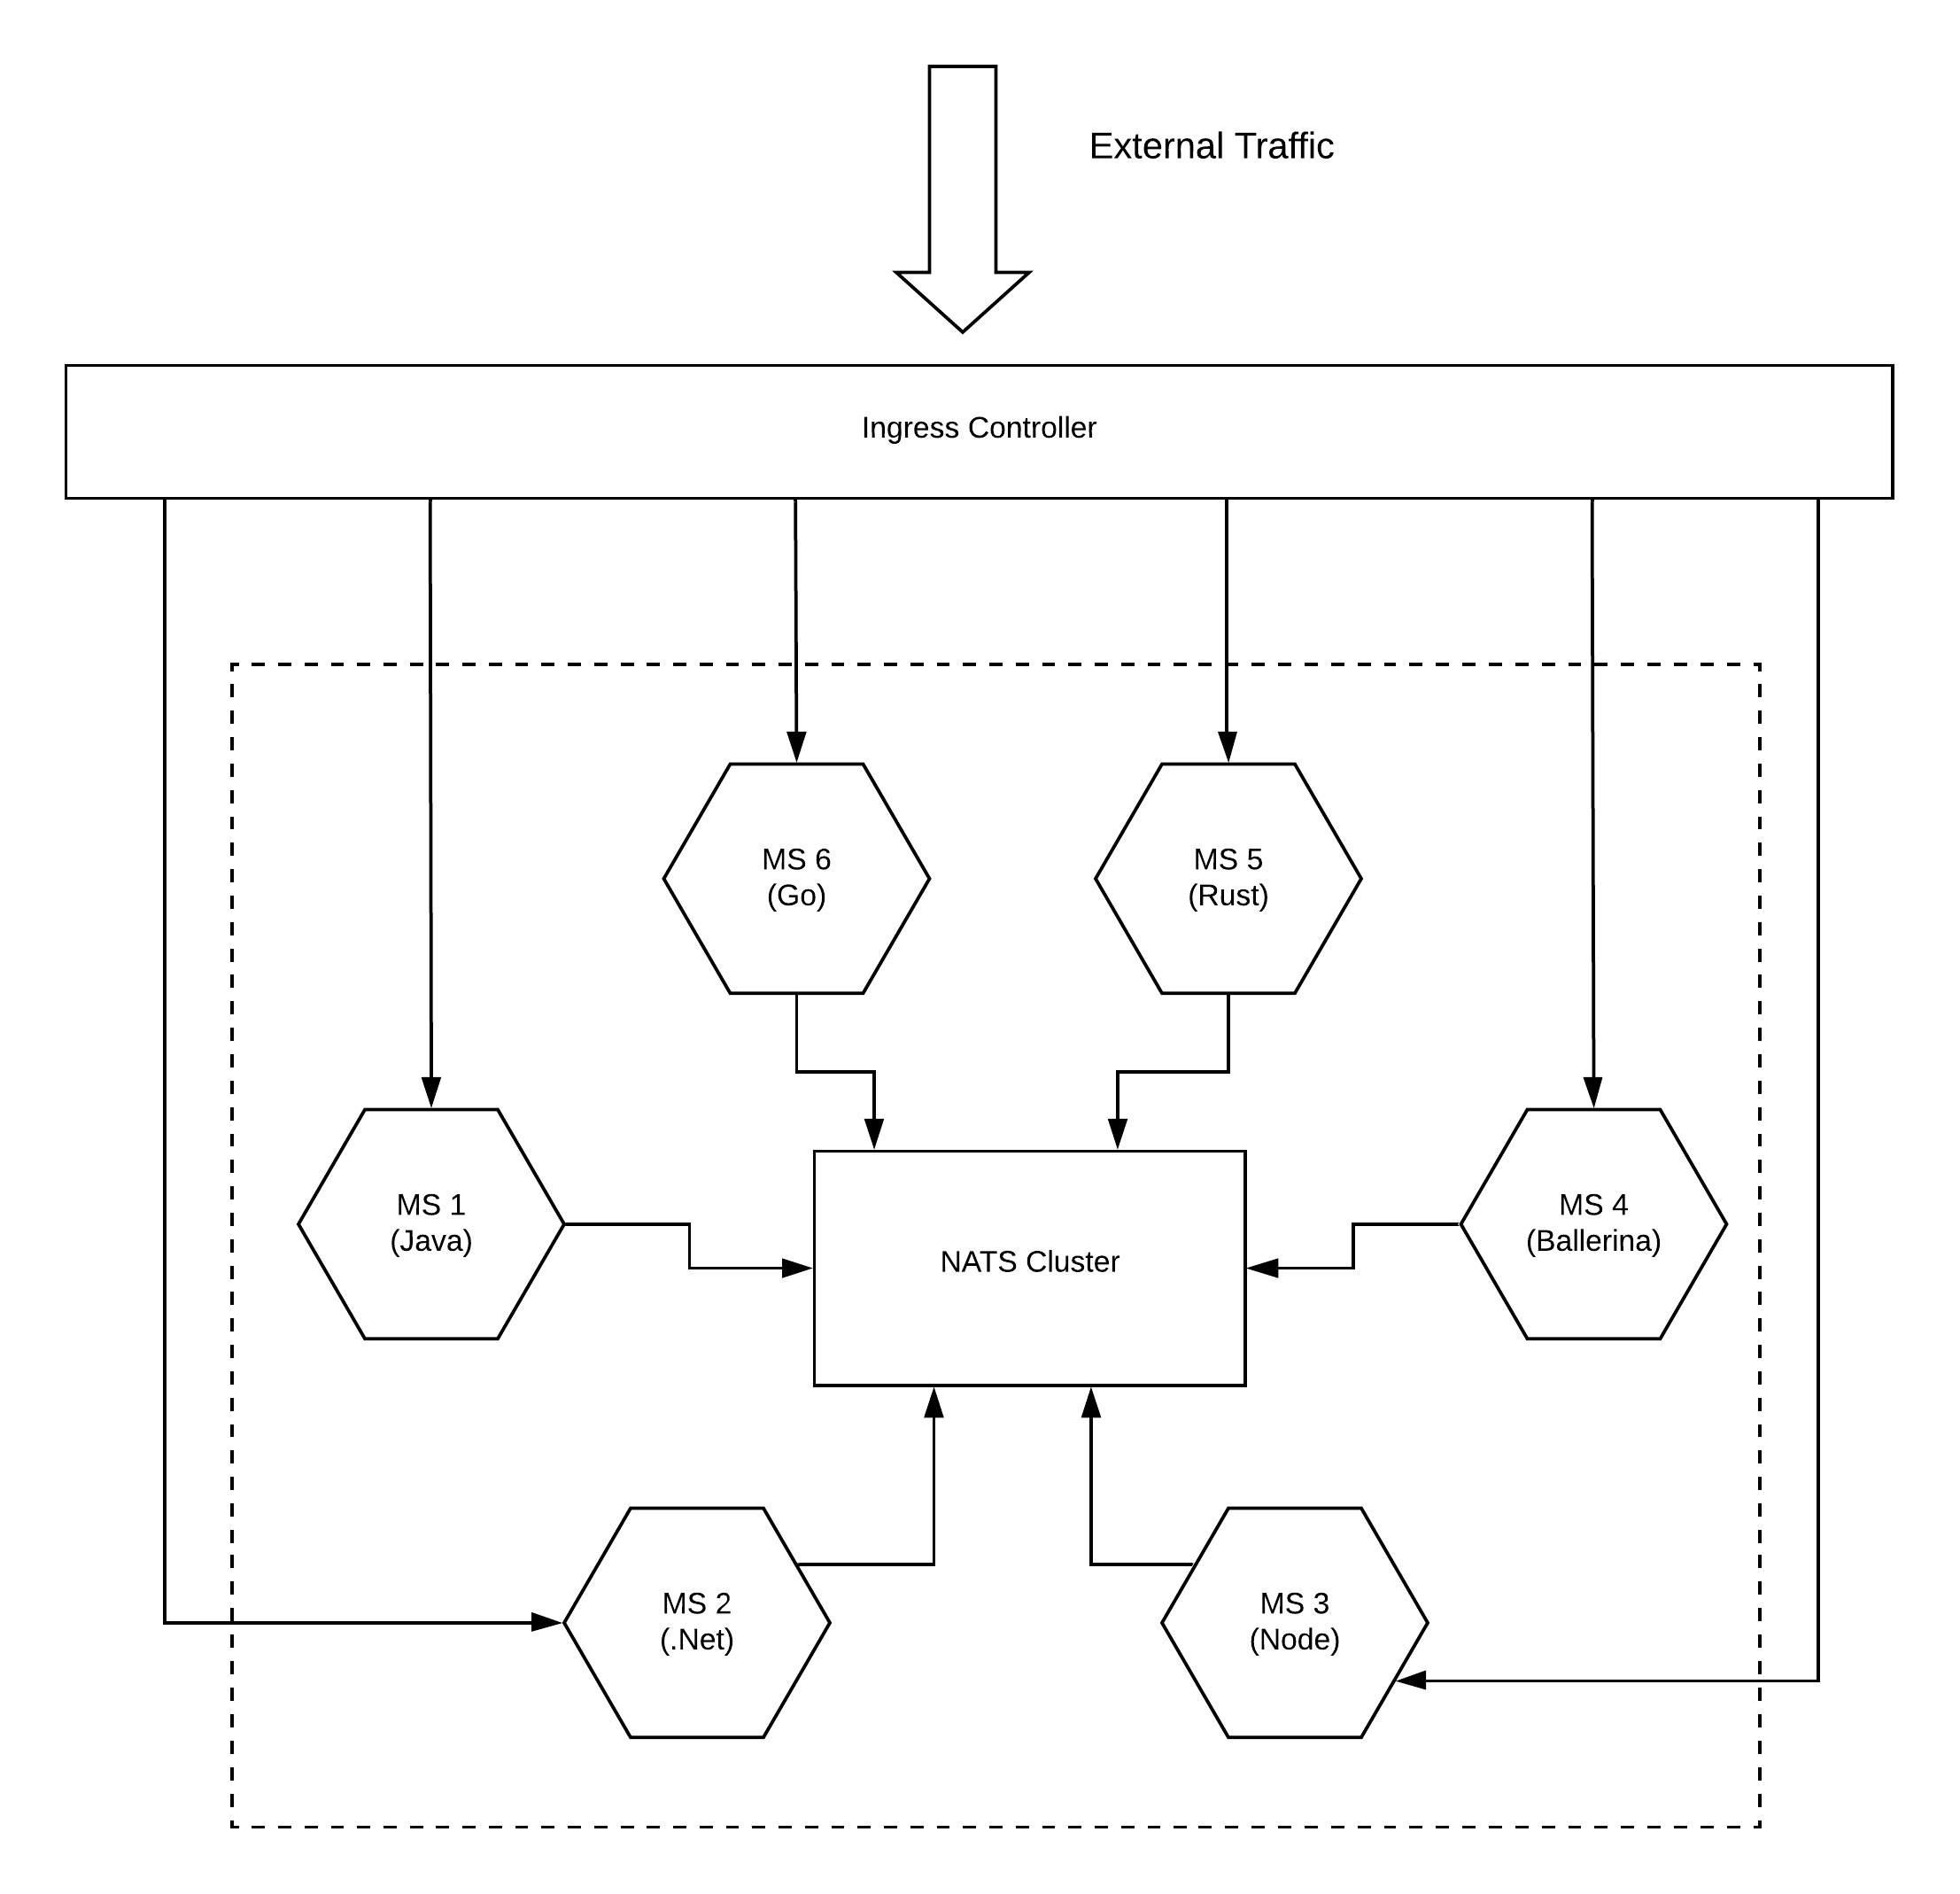 External Traffic
Ingress Controller
MS 6
(Go)
MS 5
(Rust)
MS 1
(Java)
NATS Cluster
MS 4
(Ballerina)
MS 2
(.Net)
MS 3
(Node)